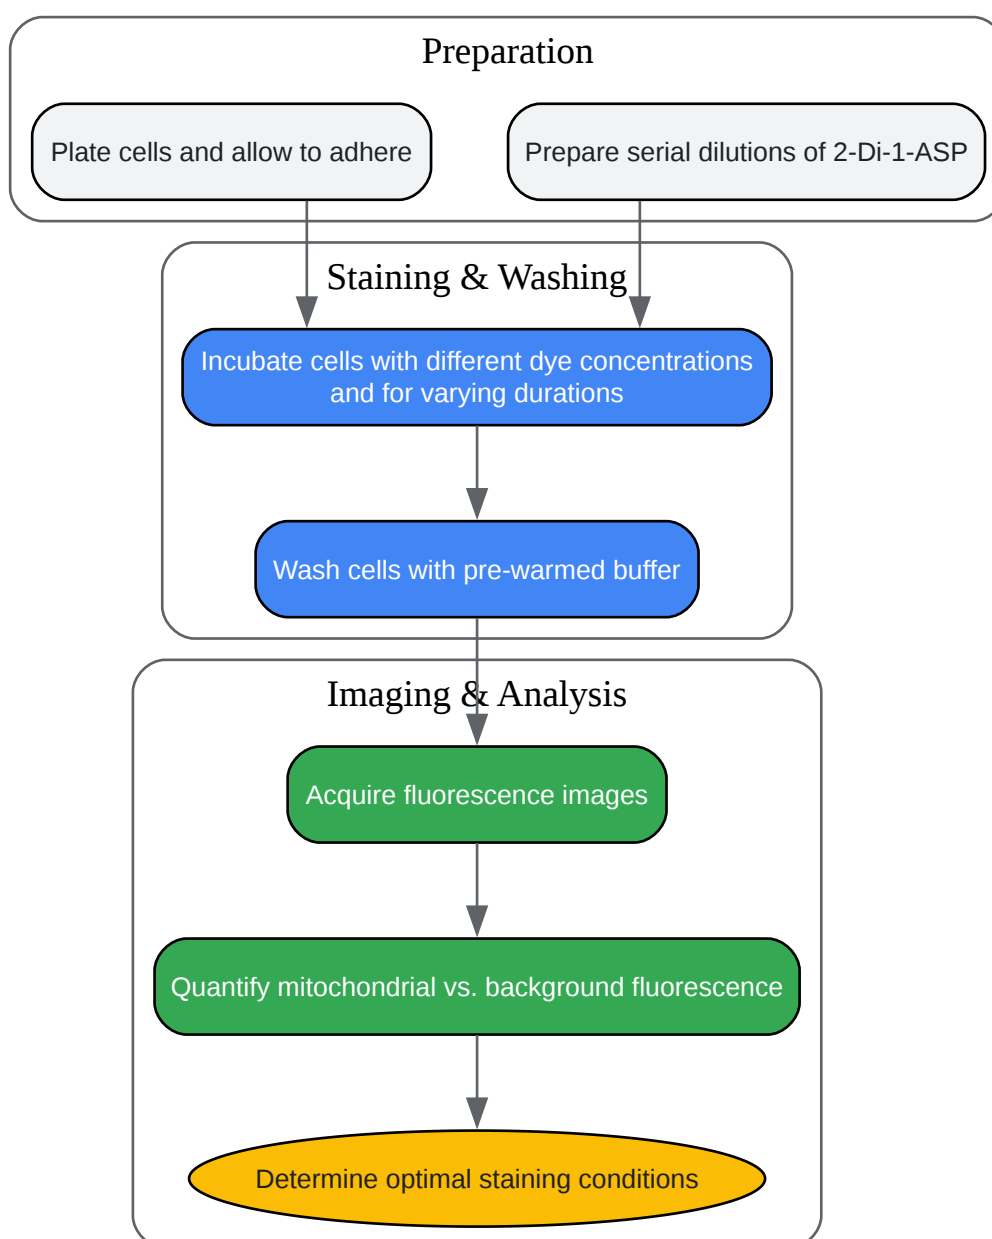 Preparation
Plate cells and allow to adhere
Prepare serial dilutions of 2-Di-1-ASP
Staining & Washing
Incubate cells with different dye concentrations
and for varying durations
Wash cells with pre-warmed buffer
Imaging & Analysis
Acquire fluorescence images
Quantify mitochondrial vs. background fluorescence
Determine optimal staining conditions